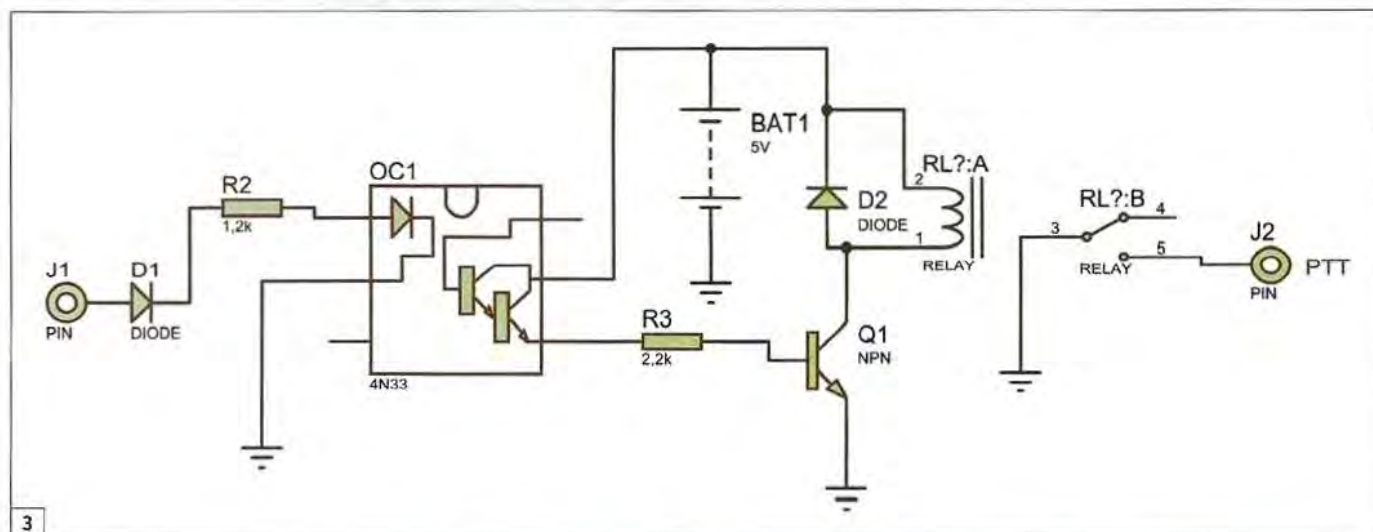 BAT1
5V
OC1
RL?:A
R2
1,2k
2
D2
DIODE
RL?:B
4
3
1
5
J1
D1
RELAY
RELAY
J2
PTT
PIN
DIODE
PIN
R3
2,2k
Q1
NPN
4N33
3